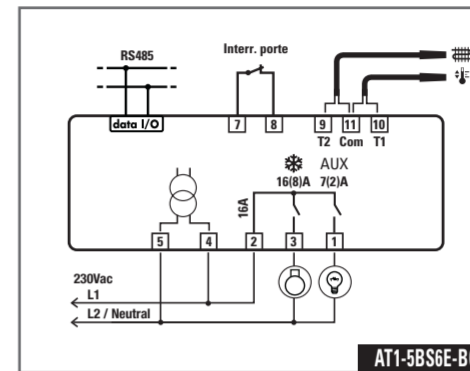 RS485
Interr. porte
data I/O
7
8
9
11
10
T2
Com
T1
AUX
16(8)A
7(2)A
16A
5
4
2
3
1
230Vac
L1
L2 / Neutral